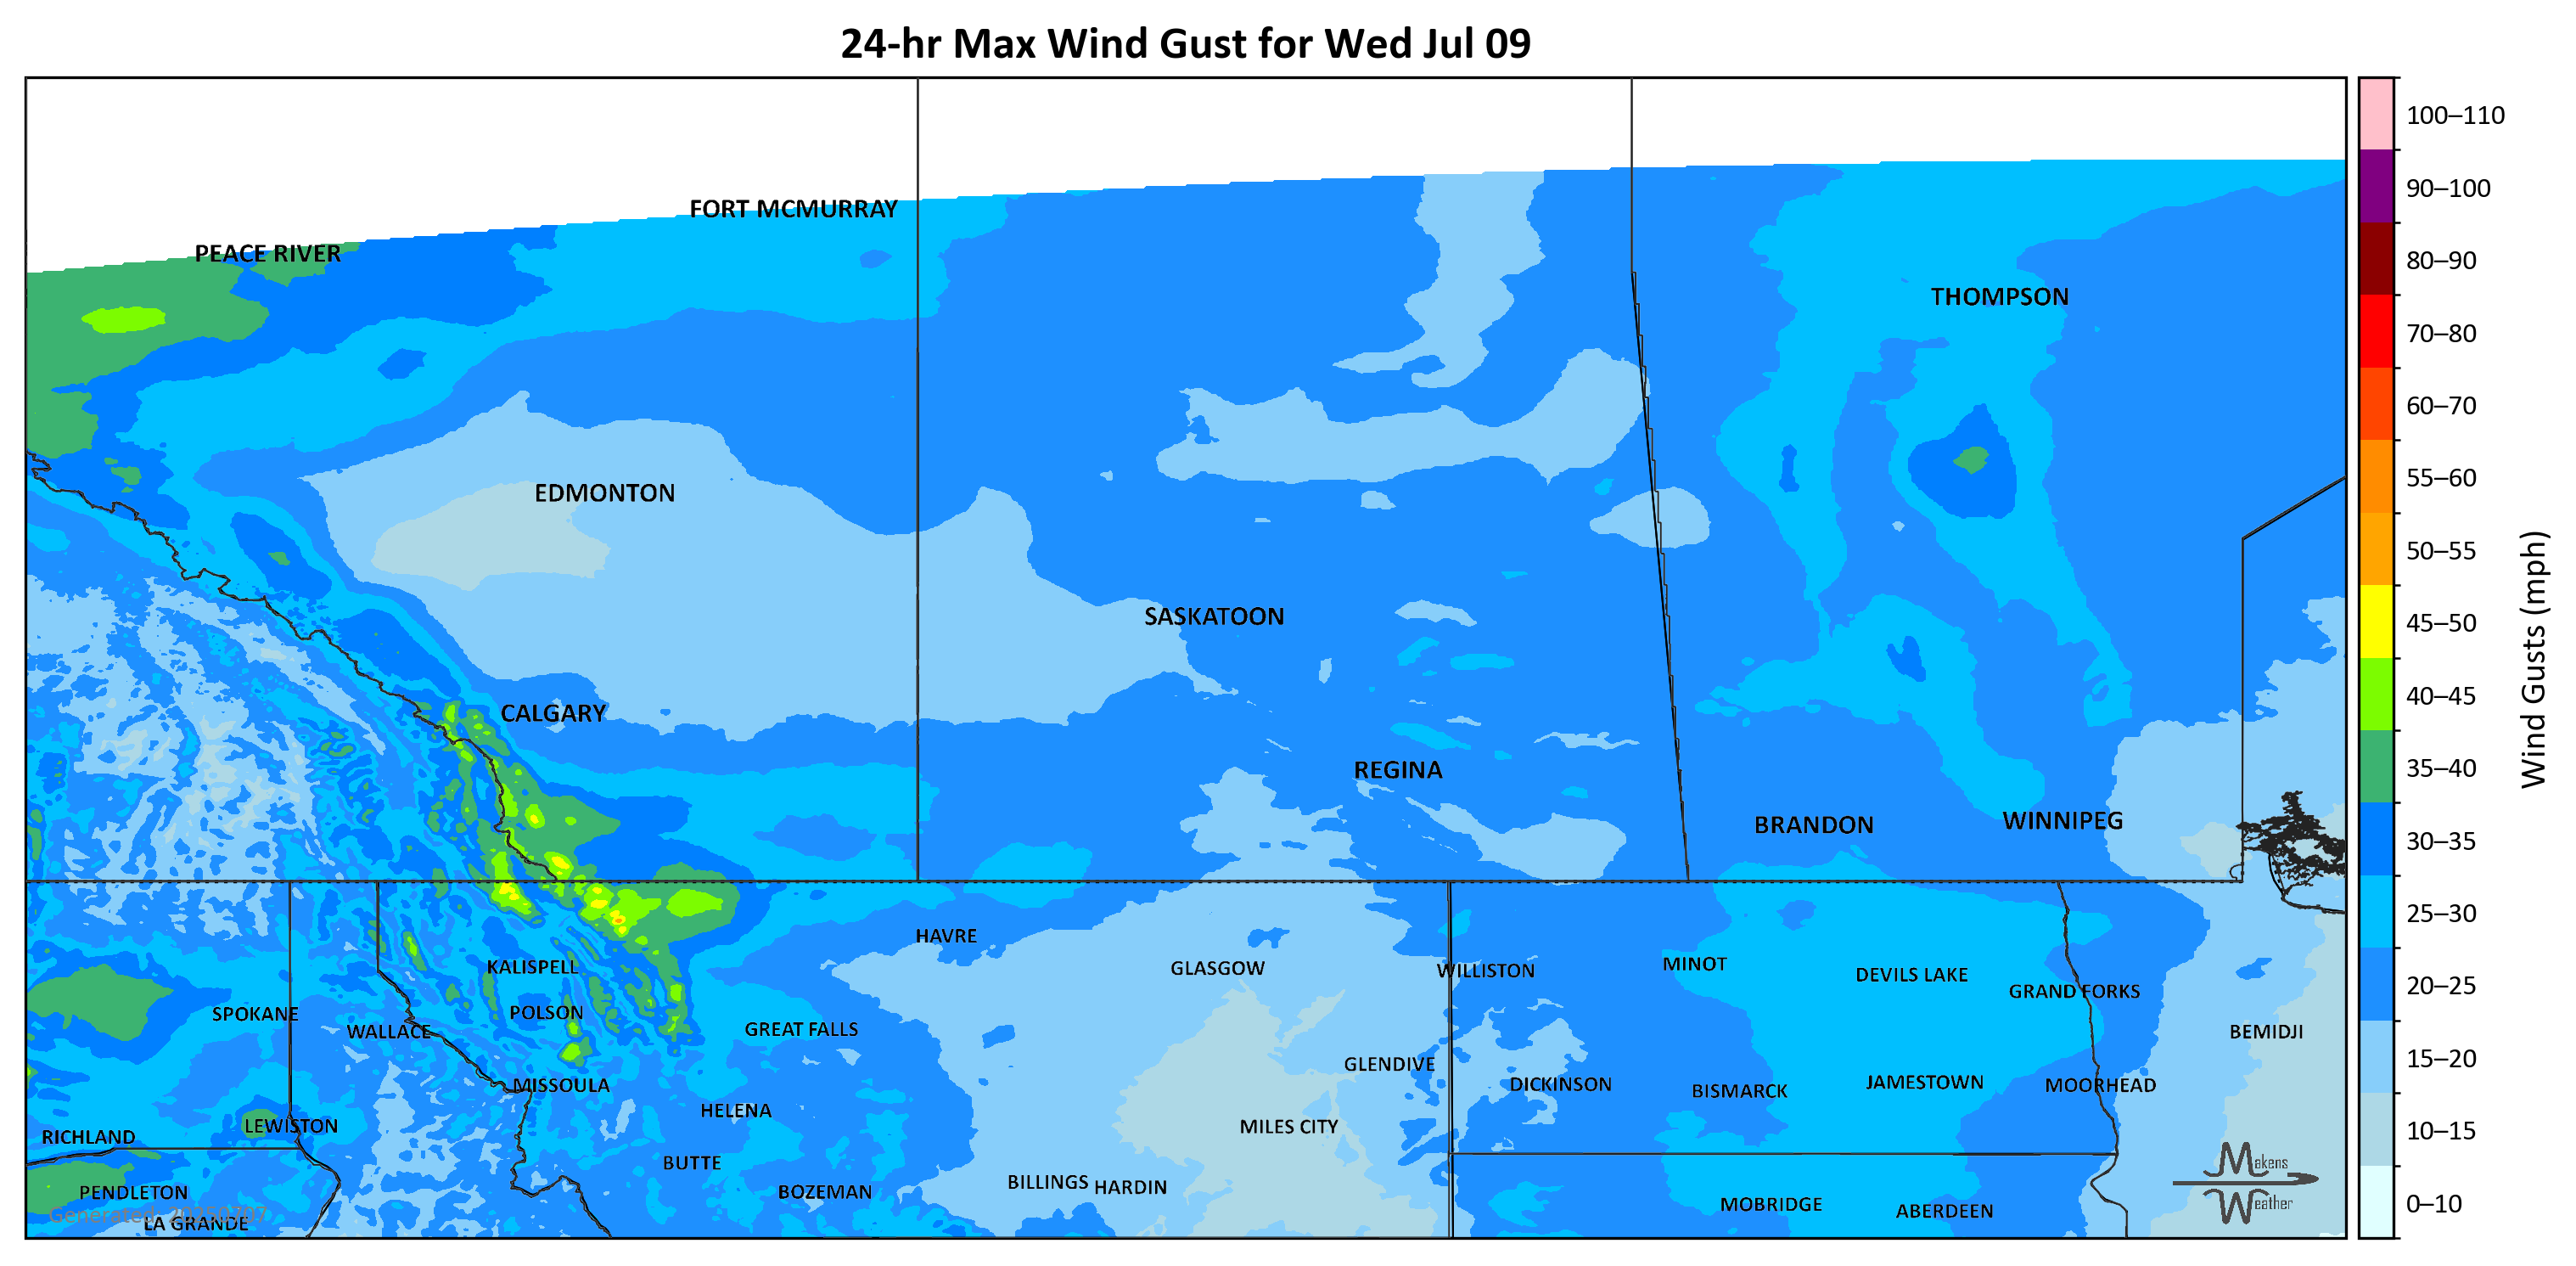 24-hr Max Wind Gust for Wed Jul 09
FORT MCMURRAY
PEACE RIVER
THOMPSON
EDMONTON
SASKATOON
CALGARY
REGINA
BRANDON
WINNIPEG
HAVRE
KALISPELL
GLASGOW
WILLISTON
MINOT
DEVILS LAKE
GRAND FORKS
SPOKANE
POLSON
WALLACE
GREAT FALLS
BEMIDJI
GLENDIVE
MISSOULA
DICKINSON
BISMARCK
JAMESTOWN
MOORHEAD
HELENA
LEWISTON
MILES CITY
RICHLAND
BUTTE
BILLINGS
HARDIN
BOZEMAN
PENDLETON
MOBRIDGE
ABERDEEN
Generated: 20250707
LA GRANDE
Makens
Weather
100–110
90–100
80–90
70–80
60–70
55–60
50–55
45–50
40–45
35–40
30–35
25–30
20–25
15–20
10–15
0–10
Wind Gusts (mph)